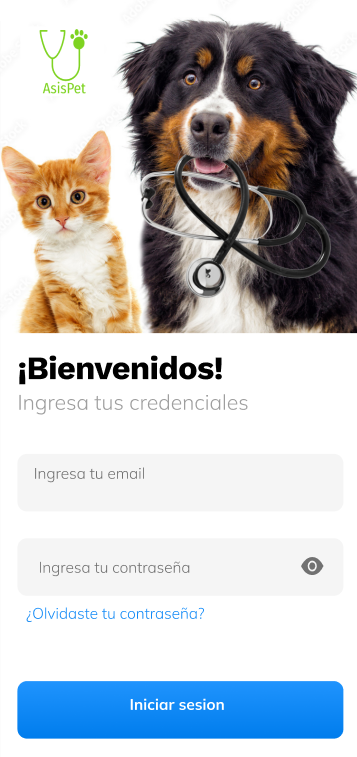 AsisPet
¡Bienvenidos!
Ingresa tus credenciales
Ingresa tu email
Ingresa tu contraseña
¿Olvidaste tu contraseña?
Iniciar sesion